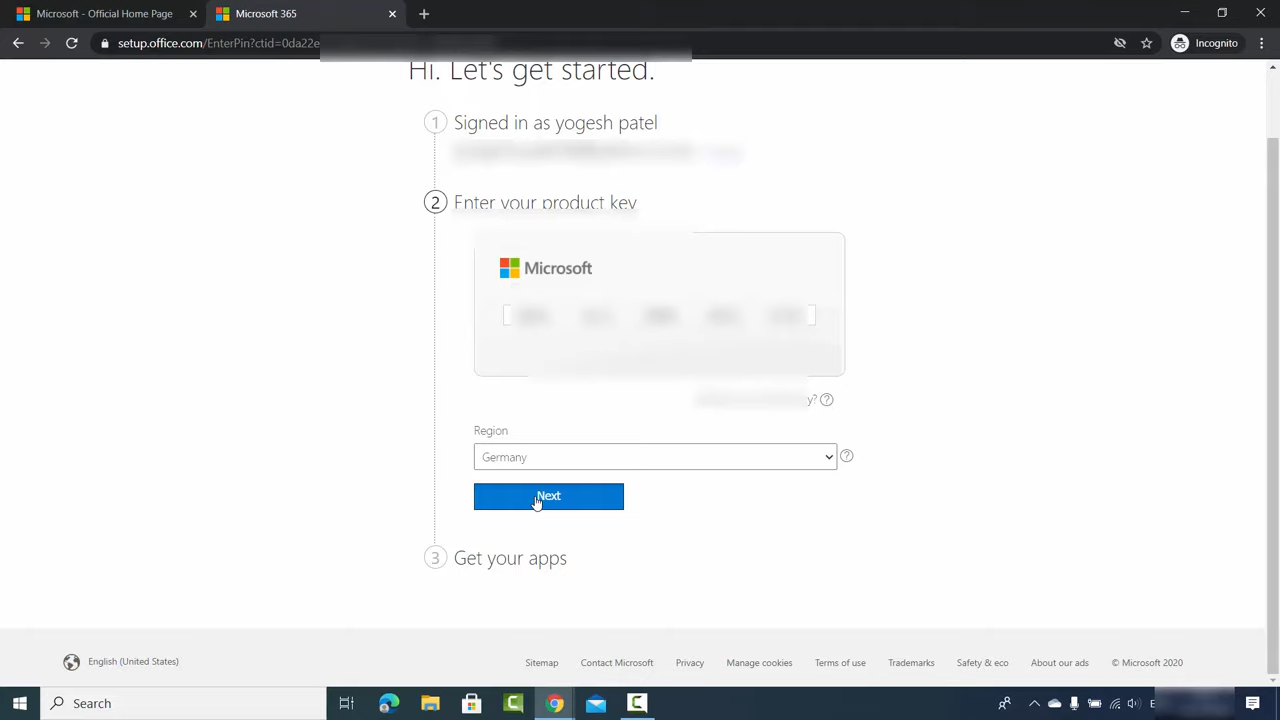 Microsoft - Official Home Page
Microsoft 365
setup.office.com/EnterPin?ctid=0da22e
Incognito
Hi. Let's get started.
1 Signed in as yogesh patel
2 Enter your product key
Microsoft
y?
Region
Germany
Next
3 Get your apps
English (United States)
Sitemap Contact Microsoft Privacy Manage cookies Terms of use Trademarks Safety & eco About our ads © Microsoft 2020
Search